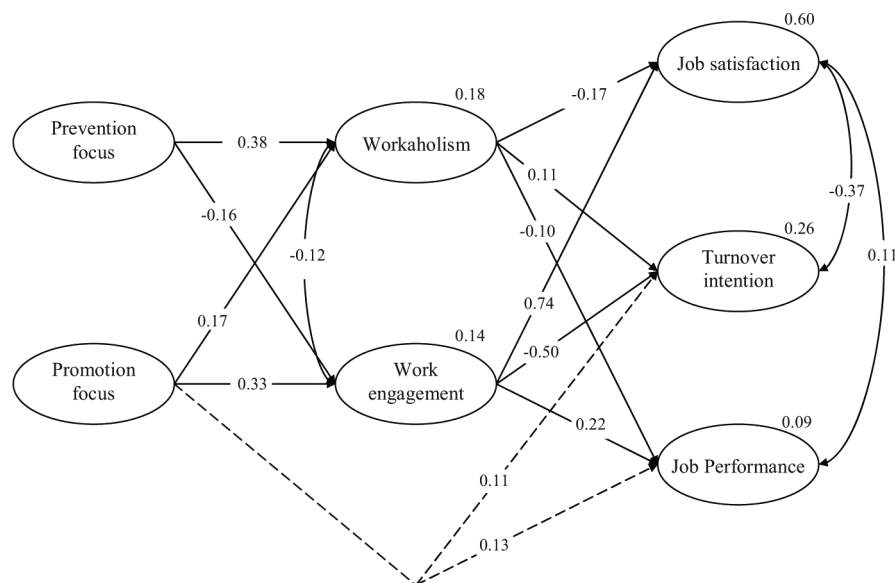 0.60
Job satisfaction
0.18
-0.17
Prevention
focus
0.38
Workaholism
0.11
-0.37
-0.16
-0.10
0.26
-0.12
Turnover
intention
0.11
0.74
0.17
0.14
-0.50
Promotion
focus
0.33
Work
engagement
0.22
0.09
Job Performance
0.11
0.13